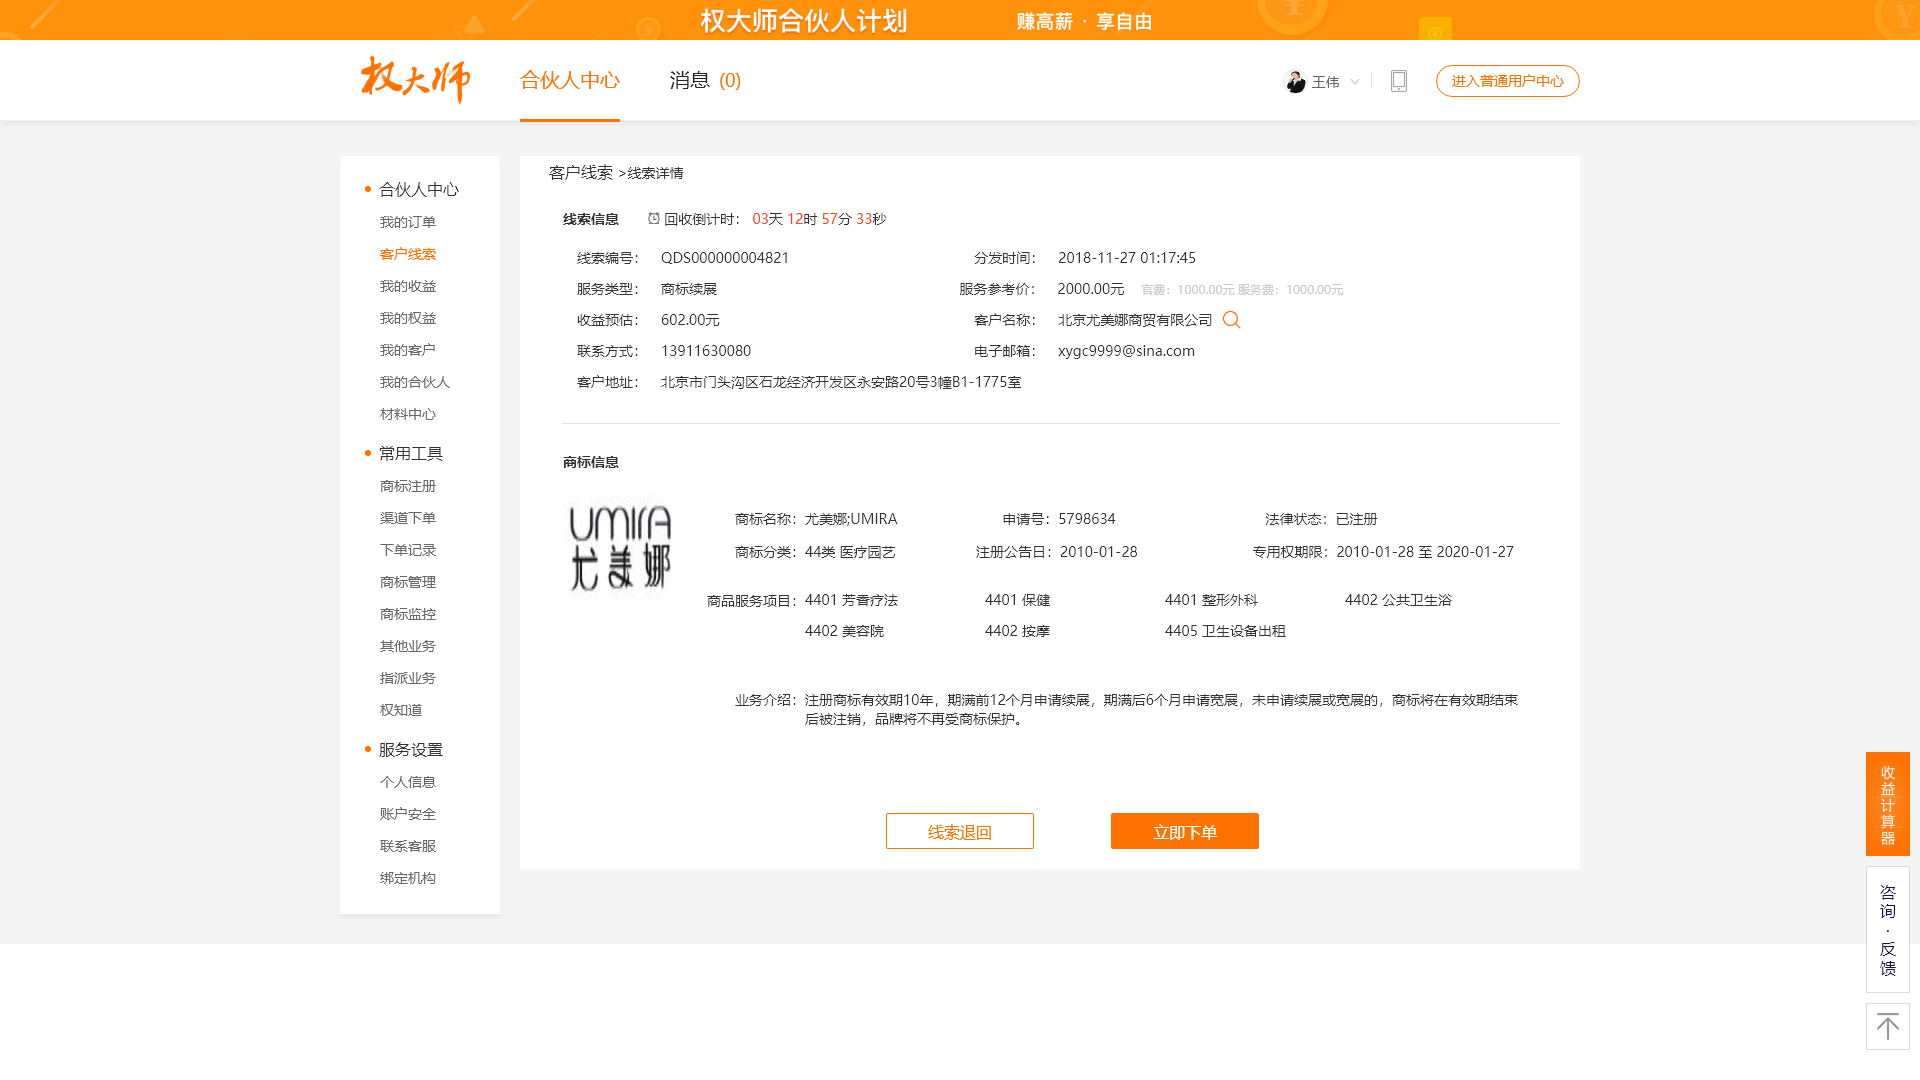 权大师合伙人计划 赚高薪 · 享自由
权大师 合伙人中心 消息 (0) 王伟 进入普通用户中心
合伙人中心
我的订单
客户线索
我的收益
我的权益
我的客户
我的合伙人
材料中心
常用工具
商标注册
渠道下单
下单记录
商标管理
商标监控
其他业务
指派业务
权知道
服务设置
个人信息
账户安全
联系客服
绑定机构
客户线索 >线索详情
线索信息 回收倒计时： 03天 12时 57分 33秒
线索编号： QDS000000004821 分发时间： 2018-11-27 01:17:45
服务类型： 商标续展 服务参考价： 2000.00元 官费：1000.00元 服务费：1000.00元
收益预估： 602.00元 客户名称： 北京尤美娜商贸有限公司
联系方式： 13911630080 电子邮箱： xygc9999@sina.com
客户地址： 北京市门头沟区石龙经济开发区永安路20号3幢B1-1775室
商标信息
UMIRA
尤美娜
商标名称：尤美娜;UMIRA 申请号：5798634 法律状态：已注册
商标分类：44类 医疗园艺 注册公告日：2010-01-28 专用权期限：2010-01-28 至 2020-01-27
商品服务项目：4401 芳香疗法 4401 保健 4401 整形外科 4402 公共卫生浴
4402 美容院 4402 按摩 4405 卫生设备出租
业务介绍：注册商标有效期10年，期满前12个月申请续展，期满后6个月申请宽展，未申请续展或宽展的，商标将在有效期结束
后被注销，品牌将不再受商标保护。
线索退回 立即下单
收益计算器
咨询·反馈